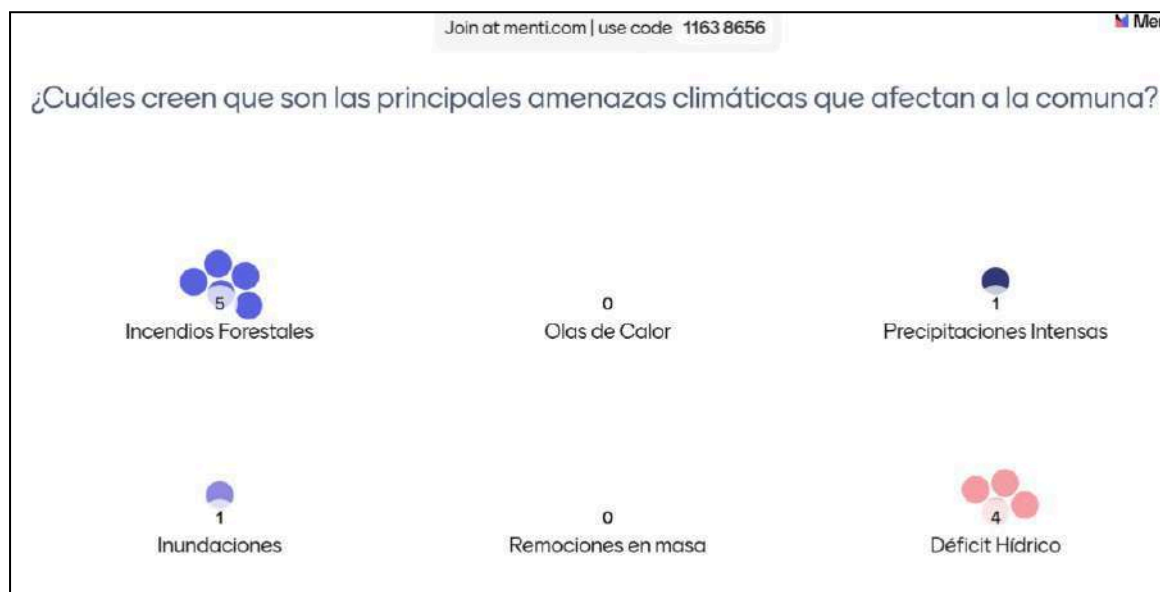 Join at menti.com | use code 1163 8656
¿Cuáles creen que son las principales amenazas climáticas que afectan a la comuna?
5
Incendios Forestales
0
Olas de Calor
1
Precipitaciones Intensas
1
Inundaciones
0
Remociones en masa
4
Déficit Hídrico